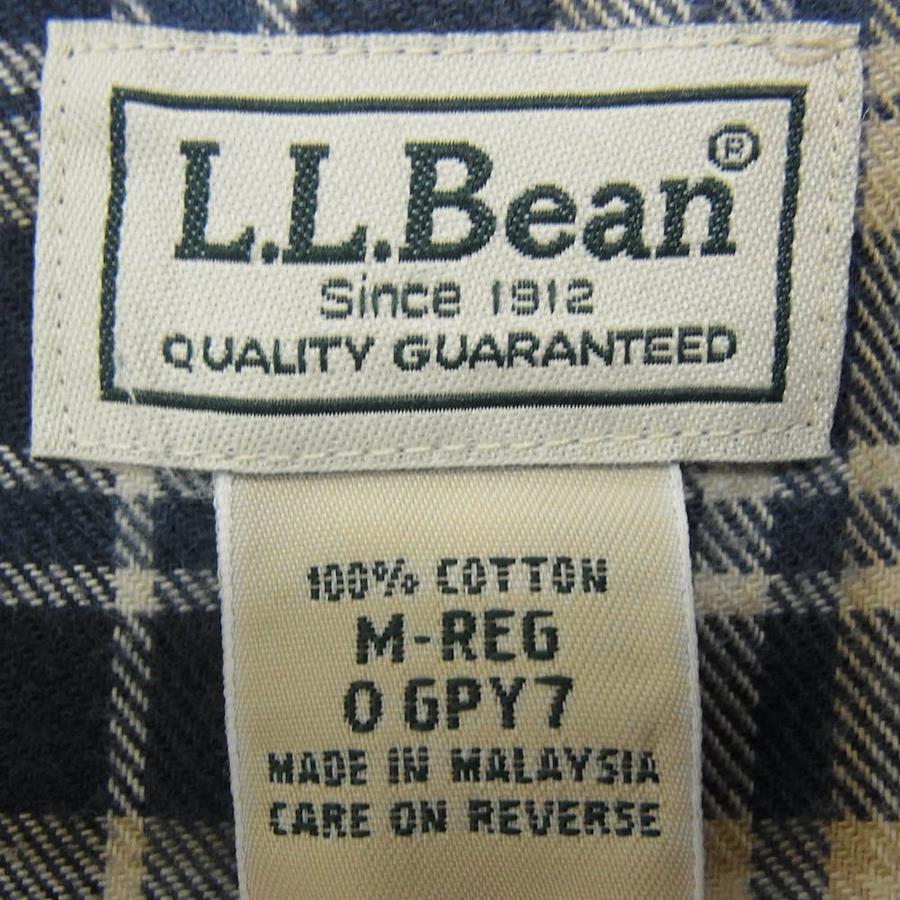 L.L.Bean®
Since 1912
QUALITY GUARANTEED
100% COTTON
M-REG
0 GPY7
MADE IN MALAYSIA
CARE ON REVERSE